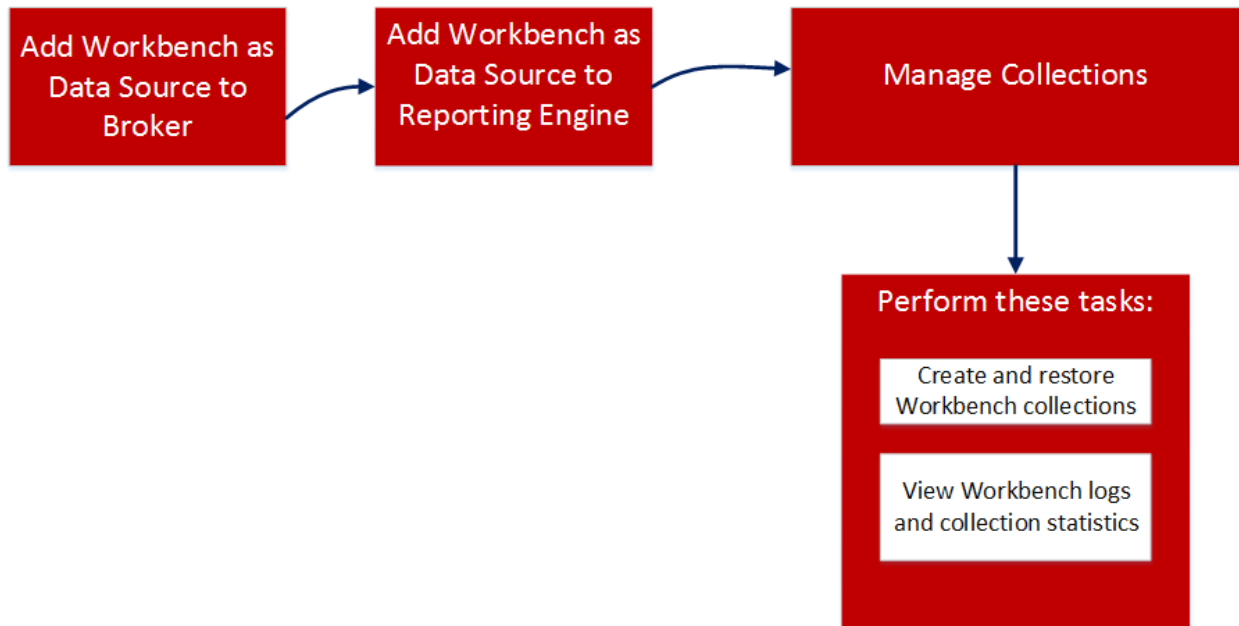 Add Workbench as
Data Source to
Broker
Add Workbench as
Data Source to
Reporting Engine
Manage Collections
Perform these tasks:
Create and restore
Workbench collections
View Workbench logs
and collection statistics